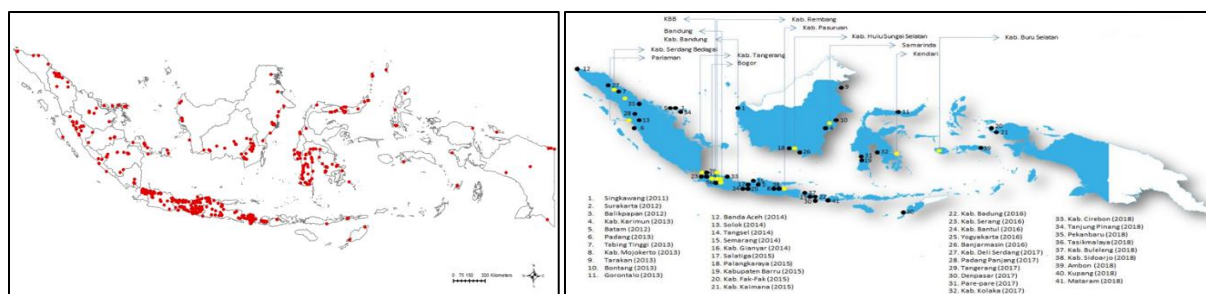 0 75 150 300 Kilometers
KBB
Bandung
Kab. Bandung
Kab. Serdang Bedagai
Pariaman
Kab. Tangerang
Bogor
Kab. Rembang
Kab. Pasuruan
Kab. Hulu Sungai Selatan
Samarinda
Kendari
Kab. Buru Selatan
1. Singkawang (2011)
2. Surakarta (2012)
3. Balikpapan (2012)
4. Kab. Karimun (2013)
5. Batam (2012)
6. Padang (2013)
7. Tebing Tinggi (2013)
8. Kab. Mojokerto (2013)
9. Tarakan (2013)
10. Bontang (2013)
11. Gorontalo (2013)
12. Banda Aceh (2014)
13. Solok (2014)
14. Tangsel (2014)
15. Semarang (2014)
16. Kab. Gianyar (2014)
17. Salatiga (2015)
18. Palangkaraya (2015)
19. Kabupaten Barru (2015)
20. Kab. Fak-Fak (2015)
21. Kab. Kaimana (2015)
22. Kab. Badung (2016)
23. Kab. Serang (2016)
24. Kab. Bantul (2016)
25. Yogyakarta (2016)
26. Banjarmasin (2016)
27. Kab. Deli Serdang (2017)
28. Padang Panjang (2017)
29. Tangerang (2017)
30. Denpasar (2017)
31. Pare-pare (2017)
32. Kab. Kolaka (2017)
33. Kab. Cirebon (2018)
34. Tanjung Pinang (2018)
35. Pekanbaru (2018)
36. Tasikmalaya (2018)
37. Kab. Buleleng (2018)
38. Kab. Sidoarjo (2018)
39. Ambon (2018)
40. Kupang (2018)
41. Mataram (2018)